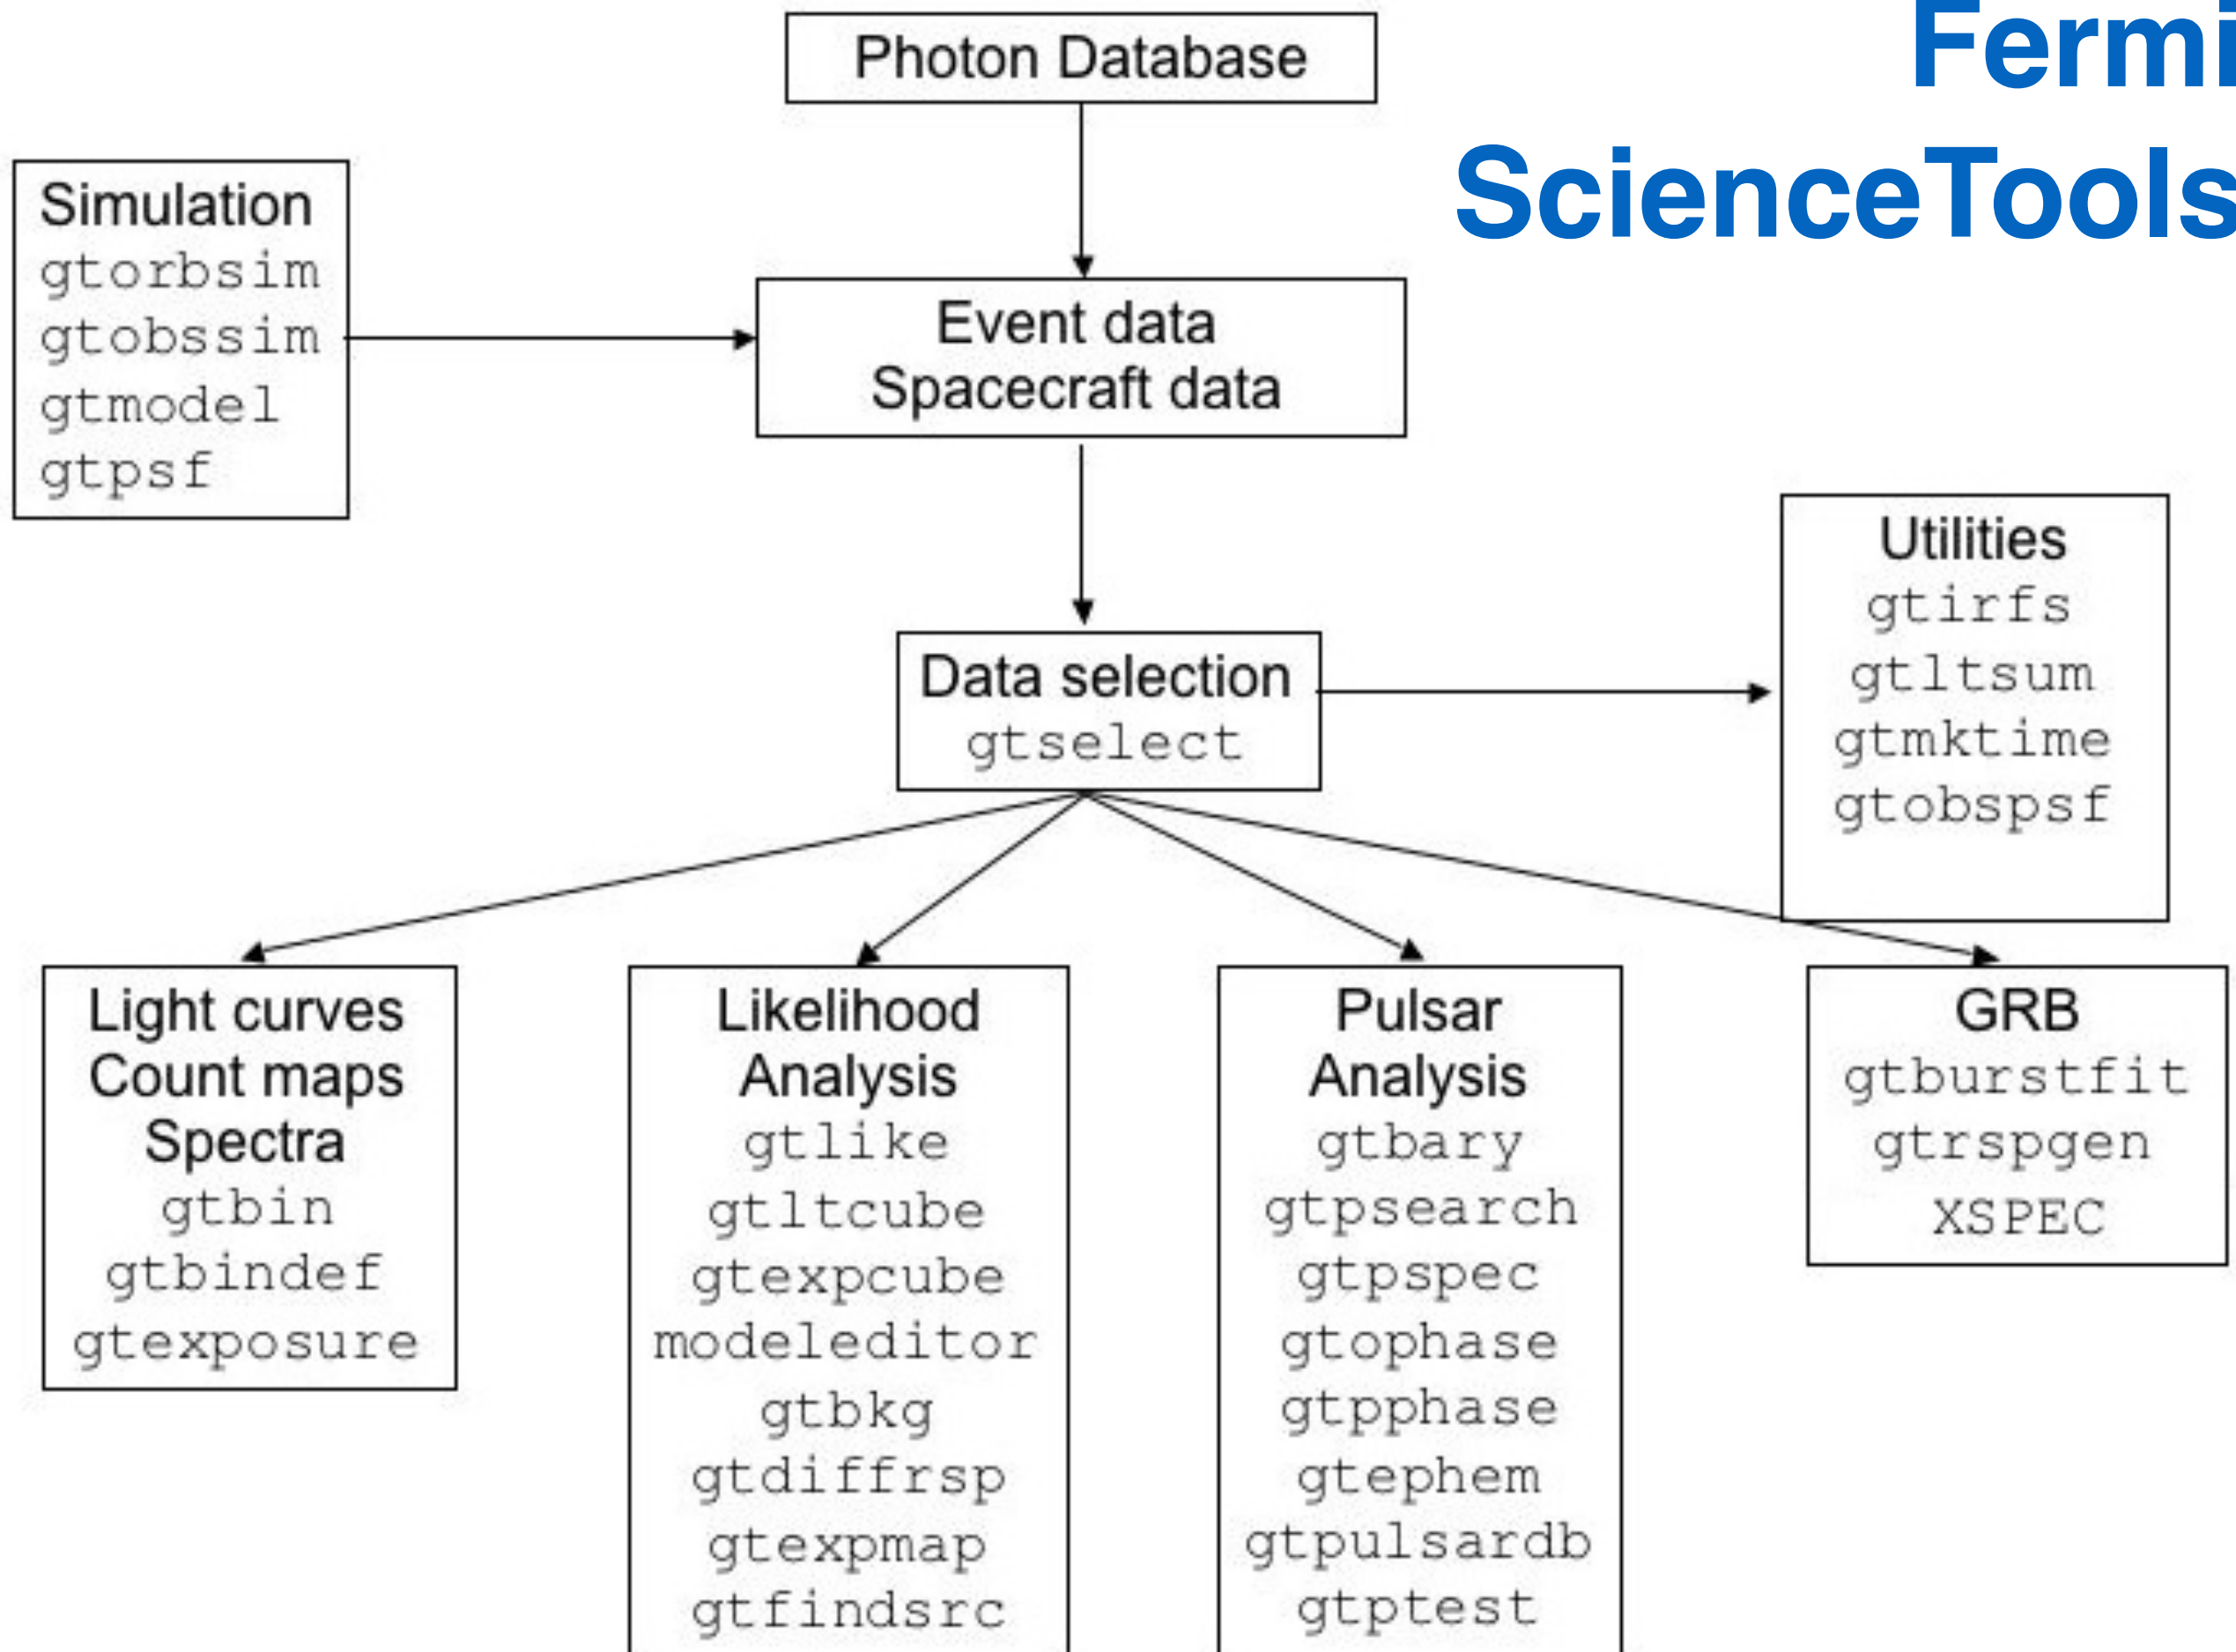 Fermi
ScienceTools
Photon Database
Simulation
gtorbsim
gtobssim
gtmodel
gtpsf
Event data
Spacecraft data
Utilities
gtirfs
gtltsum
gtmktime
gtobspsf
Data selection
gtselect
Light curves
Count maps
Spectra
gtbin
gtbindef
gtexposure
Likelihood
Analysis
gtlike
gtltcube
gtexpcube
modeleditor
gtbkg
gtdiffrsp
gtexpmap
gtfindsrc
Pulsar
Analysis
gtbary
gtpsearch
gtpspec
gtophase
gtpphase
gtephem
gtpulsardb
gtptest
GRB
gtburstfit
gtrspgen
XSPEC